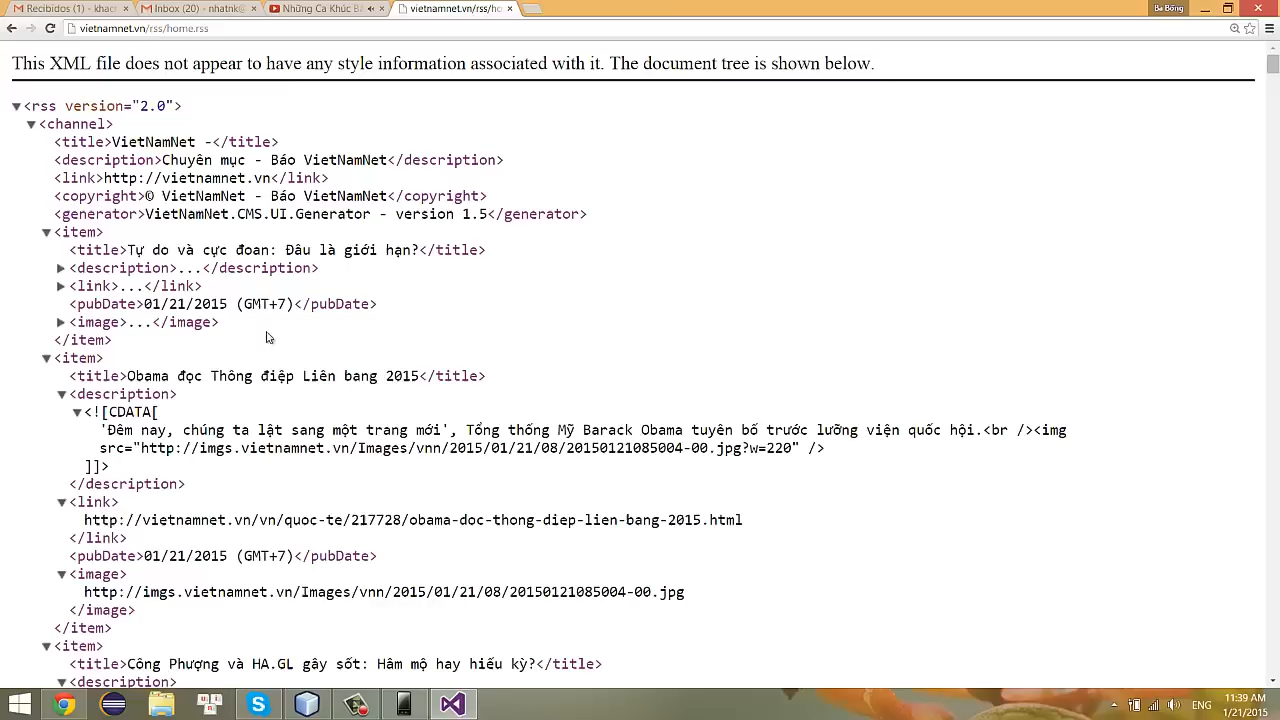 Recibidos (1) - khac
Inbox (20) - nhatnk@
Những Ca Khúc B
vietnamnet.vn/rss/ho
Ba Đông
vietnamnet.vn/rss/home.rss
This XML file does not appear to have any style information associated with it. The document tree is shown below.
▼<rss version="2.0">
▼<channel>
<title>VietNamNet -</title>
<description>Chuyên mục - Báo VietNamNet</description>
<link>http://vietnamnet.vn</link>
<copyright>© VietNamNet - Báo VietNamNet</copyright>
<generator>VietNamNet.CMS.UI.Generator - version 1.5</generator>
▼<item>
<title>Tự do và cực đoan: Đâu là giới hạn?</title>
▶<description>...</description>
▶<link>...</link>
<pubDate>01/21/2015 (GMT+7)</pubDate>
▶<image>...</image>
</item>
▼<item>
<title>Obama đọc Thông điệp Liên bang 2015</title>
▼<description>
▼<![CDATA[
'Đêm nay, chúng ta lật sang một trang mới', Tổng thống Mỹ Barack Obama tuyên bố trước lưỡng viện quốc hội.<br /><img
src="http://imgs.vietnamnet.vn/Images/vnn/2015/01/21/08/20150121085004-00.jpg?w=220" />
]]>
</description>
▼<link>
http://vietnamnet.vn/vn/quoc-te/217728/obama-doc-thong-diep-lien-bang-2015.html
</link>
<pubDate>01/21/2015 (GMT+7)</pubDate>
▼<image>
http://imgs.vietnamnet.vn/Images/vnn/2015/01/21/08/20150121085004-00.jpg
</image>
</item>
▼<item>
<title>Công Phượng và HA.GL gây sốt: Hâm mộ hay hiếu kỳ?</title>
▼<description>
ENG
11:39 AM
1/21/2015